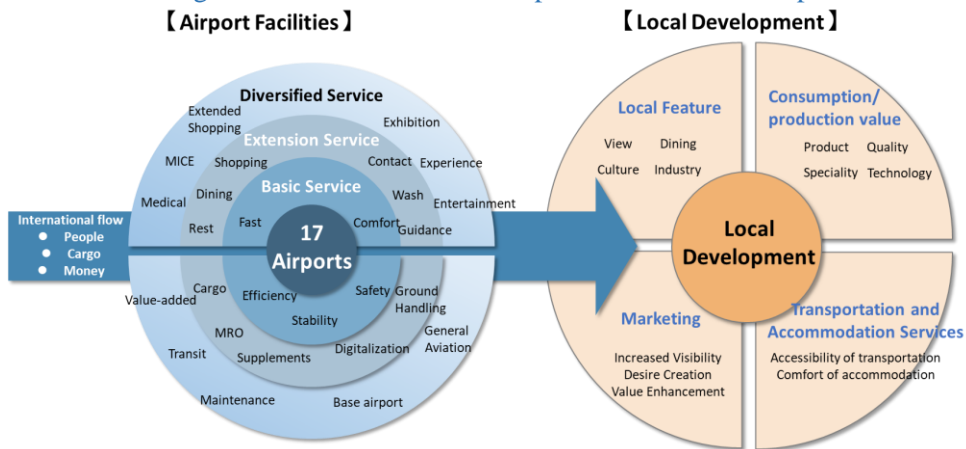 【Airport Facilities】
【Local Development】
Diversified Service
Extended
Shopping
Exhibition
MICE
Experience
Medical
Entertainment
Extension Service
Shopping
Contact
Dining
Wash
Rest
Guidance
Basic Service
Fast
Comfort
17
Airports
International flow
● People
● Cargo
● Money
Efficiency
Safety
Stability
Cargo
Ground
Handling
MRO
Supplements
Digitalization
Value-added
General
Aviation
Transit
Maintenance
Base airport
Local Feature
View Dining
Culture Industry
Consumption/
production value
Product Quality
Speciality Technology
Local
Development
Marketing
Increased Visibility
Desire Creation
Value Enhancement
Transportation and
Accommodation Services
Accessibility of transportation
Comfort of accommodation